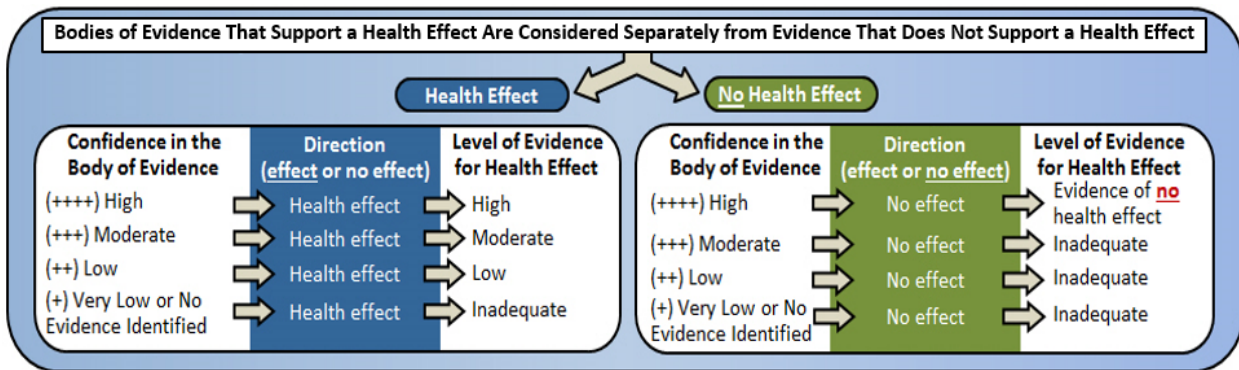 Bodies of Evidence That Support a Health Effect Are Considered Separately from Evidence That Does Not Support a Health Effect
Health Effect
No Health Effect
Confidence in the
Body of Evidence
Direction
(effect or no effect)
Level of Evidence
for Health Effect
(++++) High
Health effect
High
(+++) Moderate
Health effect
Moderate
(++) Low
Health effect
Low
(+) Very Low or No
Evidence Identified
Health effect
Inadequate
Confidence in the
Body of Evidence
Direction
(effect or no effect)
Level of Evidence
for Health Effect
(++++) High
No effect
Evidence of no
health effect
(+++) Moderate
No effect
Inadequate
(++) Low
No effect
Inadequate
(+) Very Low or No
Evidence Identified
No effect
Inadequate